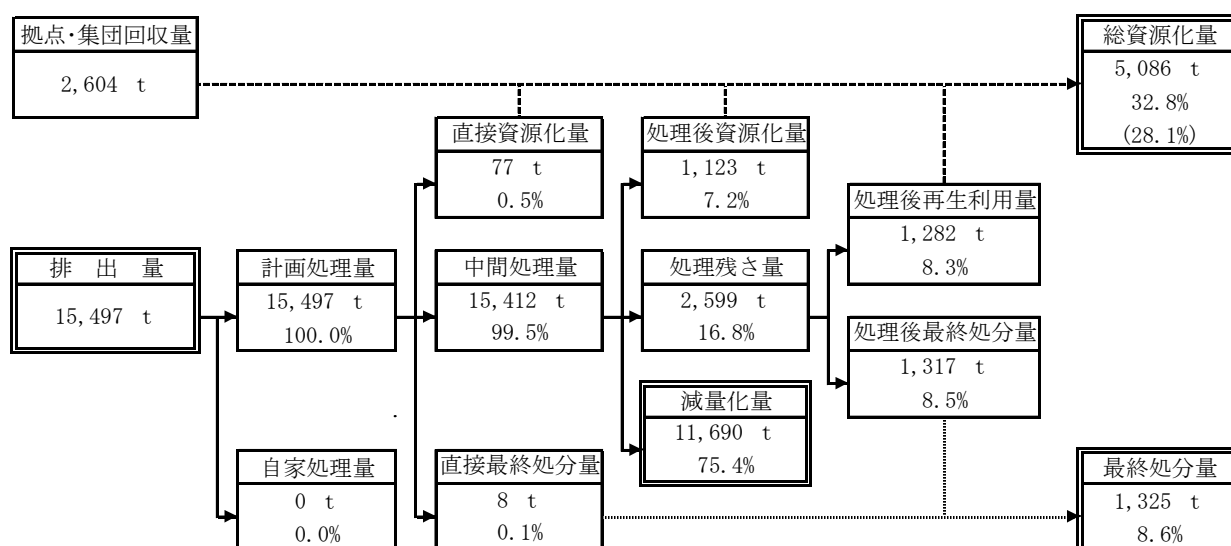 拠点・集団回収量
2,604 t
総資源化量
5,086 t
32.8%
(28.1%)
直接資源化量
77 t
0.5%
処理後資源化量
1,123 t
7.2%
処理後再生利用量
1,282 t
8.3%
排 出 量
15,497 t
計画処理量
15,497 t
100.0%
中間処理量
15,412 t
99.5%
処理残さ量
2,599 t
16.8%
処理後最終処分量
1,317 t
8.5%
減量化量
11,690 t
75.4%
自家処理量
0 t
0.0%
直接最終処分量
8 t
0.1%
最終処分量
1,325 t
8.6%